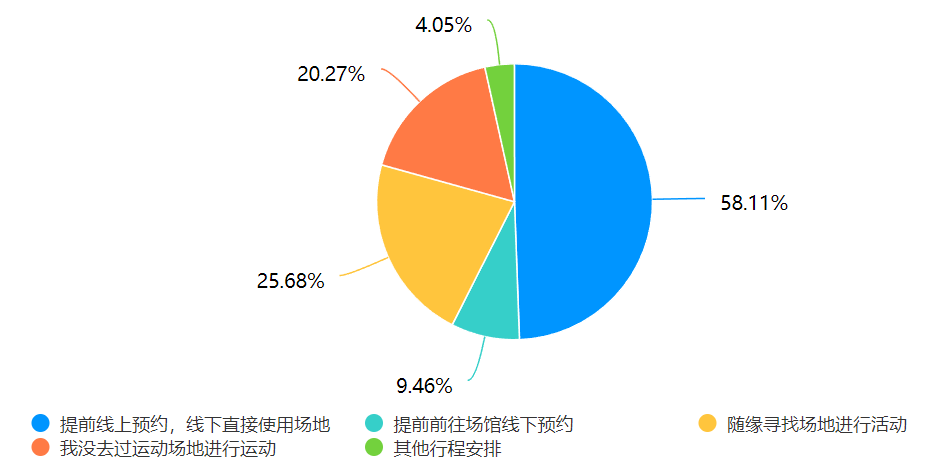 4.05%
20.27%
58.11%
25.68%
9.46%
提前线上预约，线下直接使用场地 提前前往场馆线下预约 随缘寻找场地进行活动
我没去过运动场地进行运动 其他行程安排